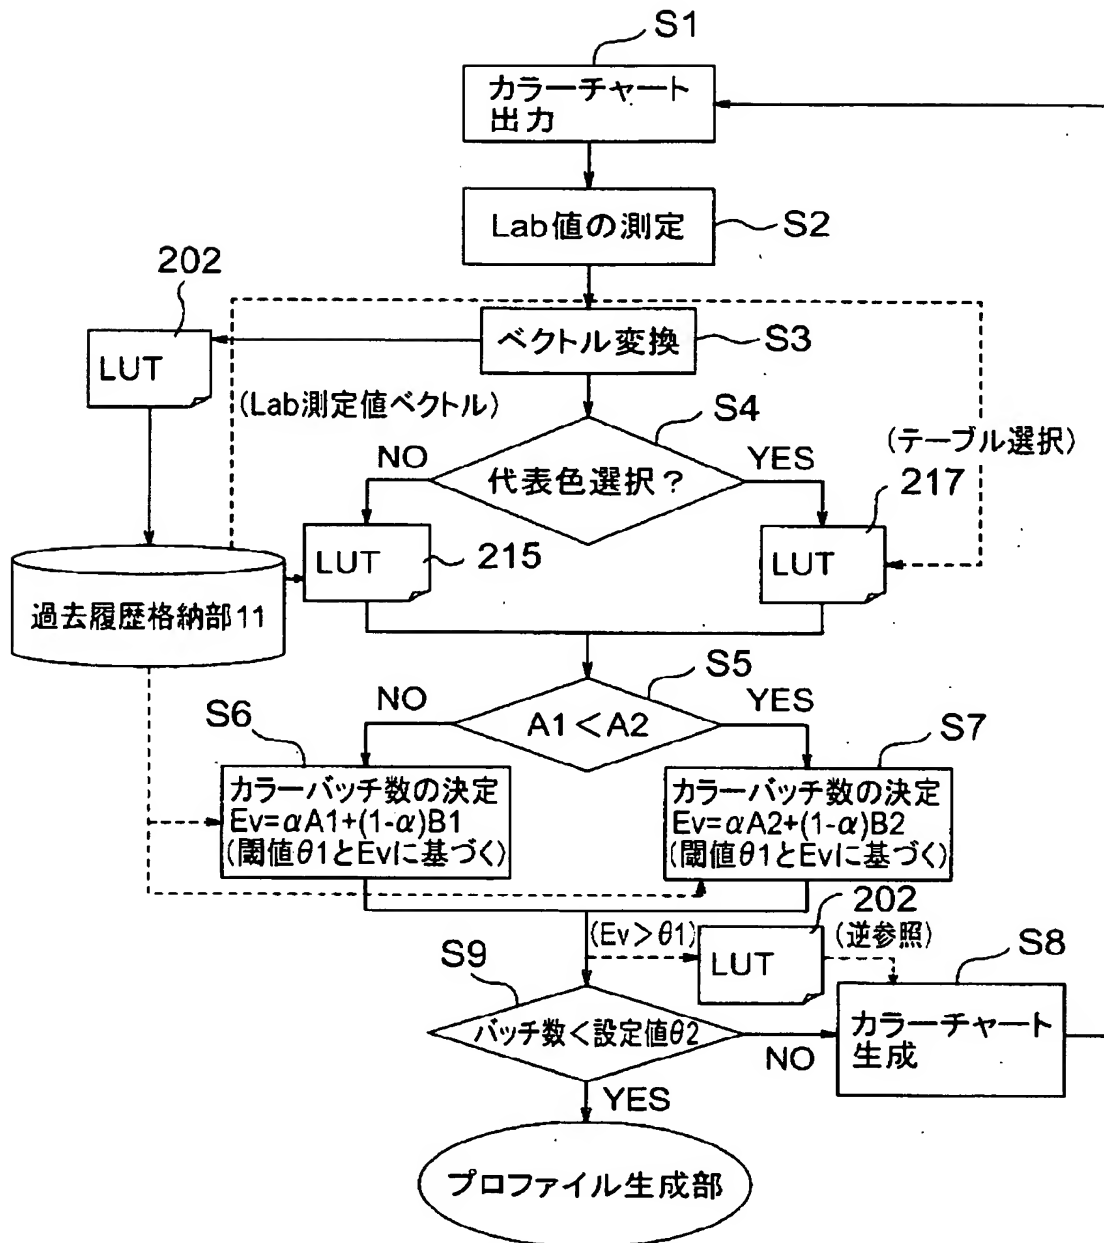 S1
カラーチャート
出力
Lab値の測定
S2
202
LUT
ベクトル変換
S3
(Lab測定値ベクトル)
S4
(テーブル選択)
NO
代表色選択?
YES
217
LUT
215
LUT
過去履歴格納部11
S5
NO
A1<A2
YES
S6
S7
カラーバッチ数の決定
Ev=αA1+(1-α)B1
(閾値θ1とEvに基づく)
カラーバッチ数の決定
Ev=αA2+(1-α)B2
(閾値θ1とEvに基づく)
202
(Ev>θ1)
LUT
(逆参照)
S8
S9
バッチ数<設定値θ2
NO
カラーチャート
生成
YES
プロファイル生成部